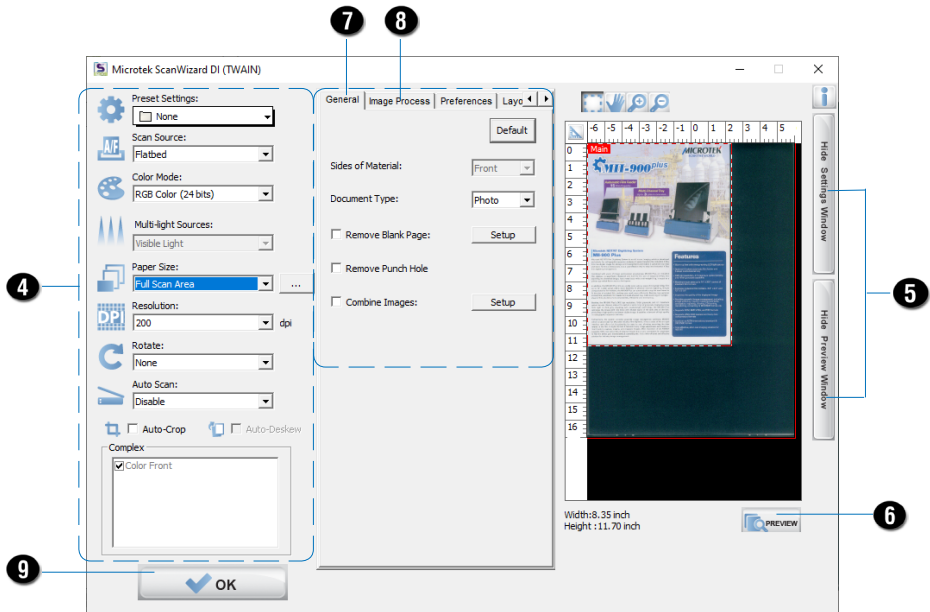 7
8
Microtek ScanWizard DI (TWAIN)
Preset Settings:
None
Scan Source:
A/F
Flatbed
Color Mode:
RGB Color (24 bits)
Multi-light Sources:
Visible Light
Paper Size:
Full Scan Area
...
Resolution:
DPI
200
dpi
Rotate:
None
Auto Scan:
Disable
Auto-Crop
Auto-Deskew
Complex
Color Front
OK
4
9
General
Image Process
Preferences
Layo
Default
Sides of Material:
Front
Document Type:
Photo
Remove Blank Page:
Setup
Remove Punch Hole
Combine Images:
Setup
-6 -5 -4 -3 -2 -1 0 1 2 3 4 5
0
1
2
3
4
5
6
7
8
9
10
11
12
13
14
15
16
Main
MICROTEK
MII-900 plus
MII-900 Plus
Features
Width:8.35 inch
Height :11.70 inch
PREVIEW
Hide Settings Window
Hide Preview Window
5
6